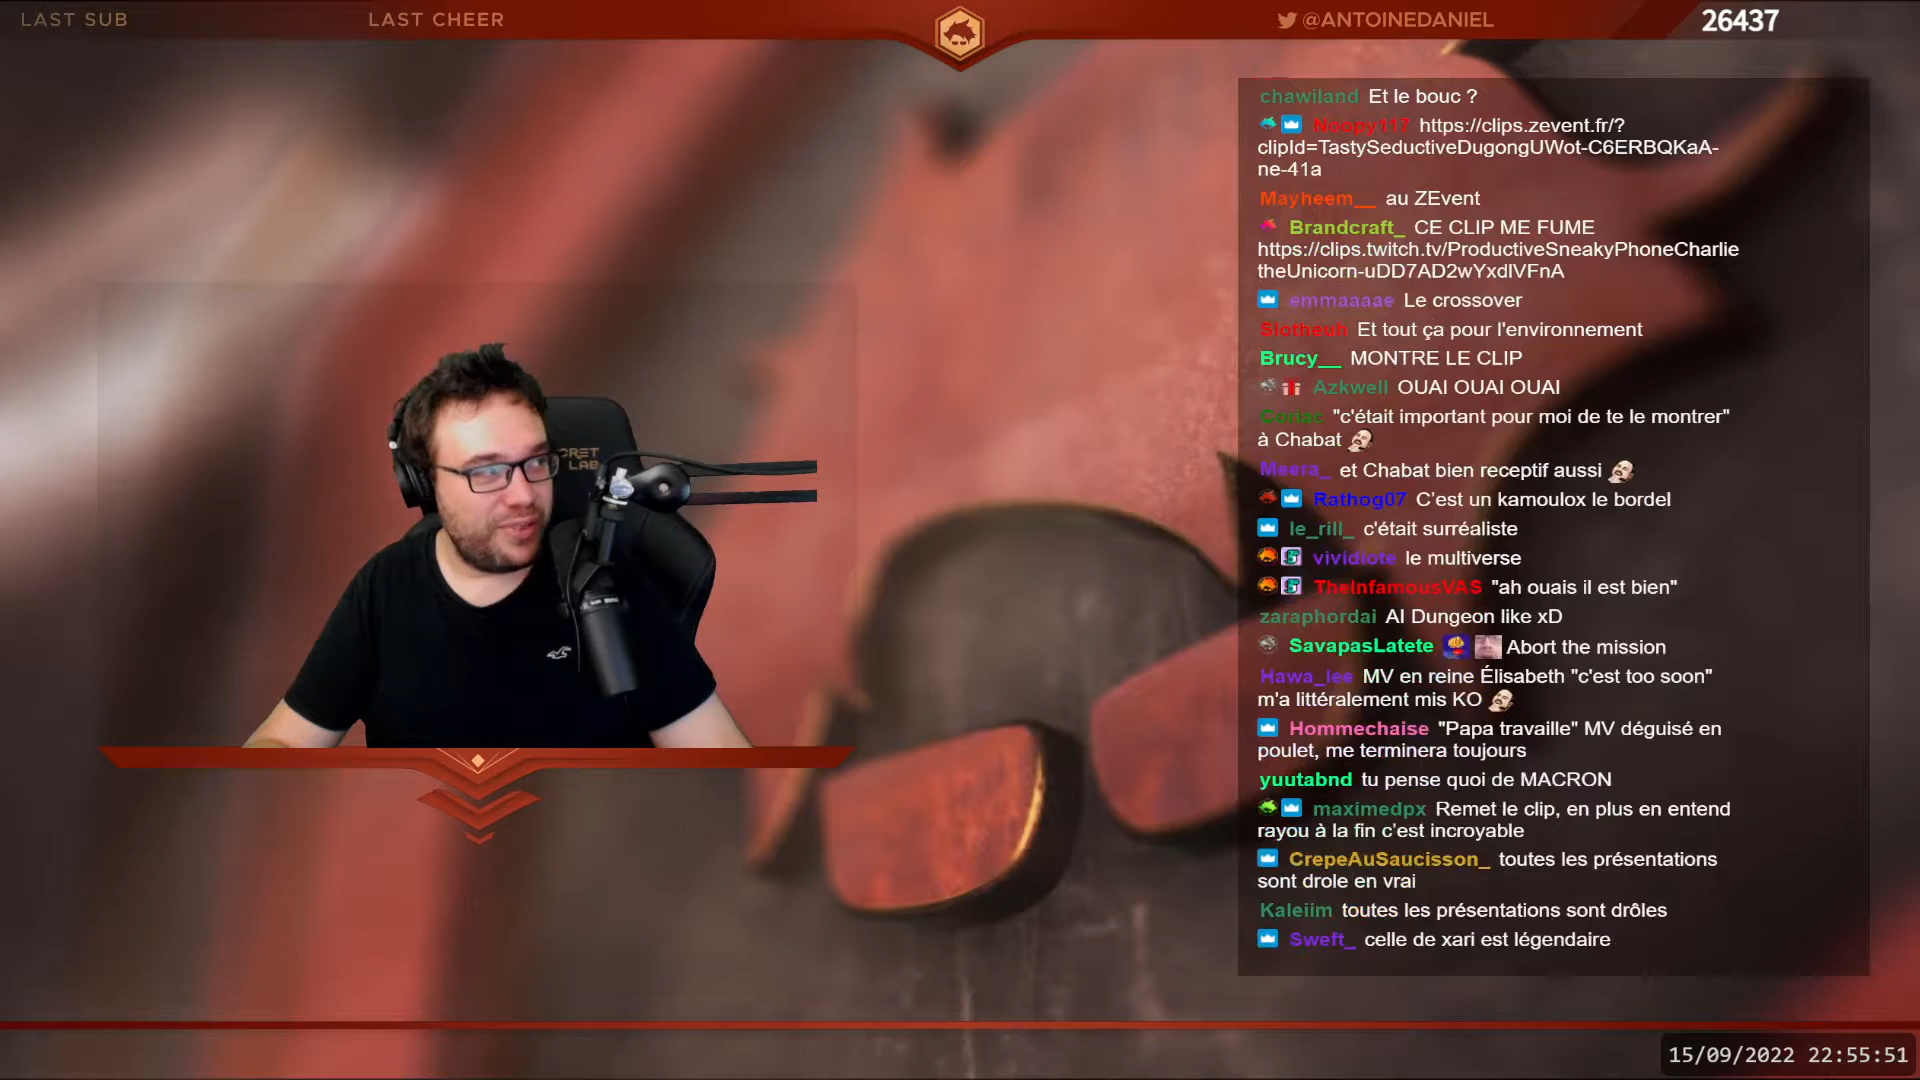 LAST SUB
LAST CHEER
@ANTOINEDANIEL
26437
chawiland Et le bouc ?
Noopy117 https://clips.zevent.fr/?
clipId=TastySeductiveDugongUWot-C6ERBQKaA-
ne-41a
Mayheem__ au ZEvent
Brandcraft_ CE CLIP ME FUME
https://clips.twitch.tv/ProductiveSneakyPhoneCharlie
theUnicorn-uDD7AD2wYxdIVFnA
emmaaaae Le crossover
Slotheuh Et tout ça pour l'environnement
Brucy__ MONTRE LE CLIP
Azkwell OUAI OUAI OUAI
"c'était important pour moi de te le montrer"
à Chabat
Meera_ et Chabat bien receptif aussi
Rathog07 C'est un kamoulox le bordel
le_rill_ c'était surréaliste
vividiote le multiverse
TheInfamousVAS "ah ouais il est bien"
zaraphordai AI Dungeon like xD
SavapasLatete Abort the mission
Hawa_lee MV en reine Élisabeth "c'est too soon"
m'a littéralement mis KO
Hommechaise "Papa travaille" MV déguisé en
poulet, me terminera toujours
yuutabnd tu pense quoi de MACRON
maximedpx Remet le clip, en plus en entend
rayou à la fin c'est incroyable
CrepeAuSaucisson_ toutes les présentations
sont drole en vrai
Kaleiim toutes les présentations sont drôles
Sweft_ celle de xari est légendaire
CRET
LAB
15/09/2022 22:55:51